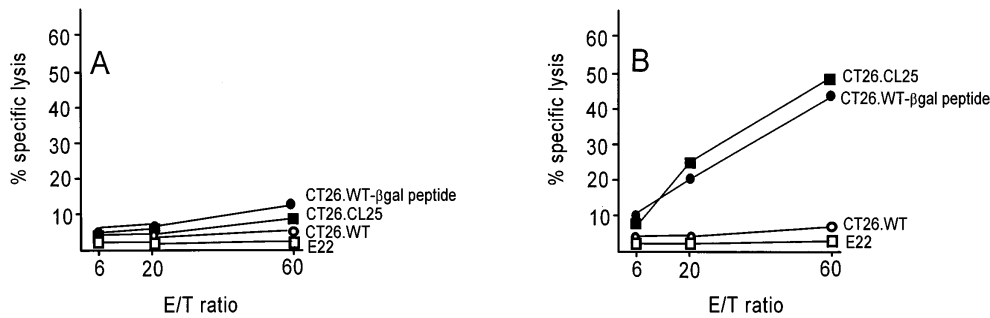 A
% specific lysis
60
50
40
30
20
10
6
20
60
E/T ratio
CT26.WT-βgal peptide
CT26.CL25
CT26.WT
E22
B
% specific lysis
60
50
40
30
20
10
6
20
60
E/T ratio
CT26.CL25
CT26.WT-βgal peptide
CT26.WT
E22